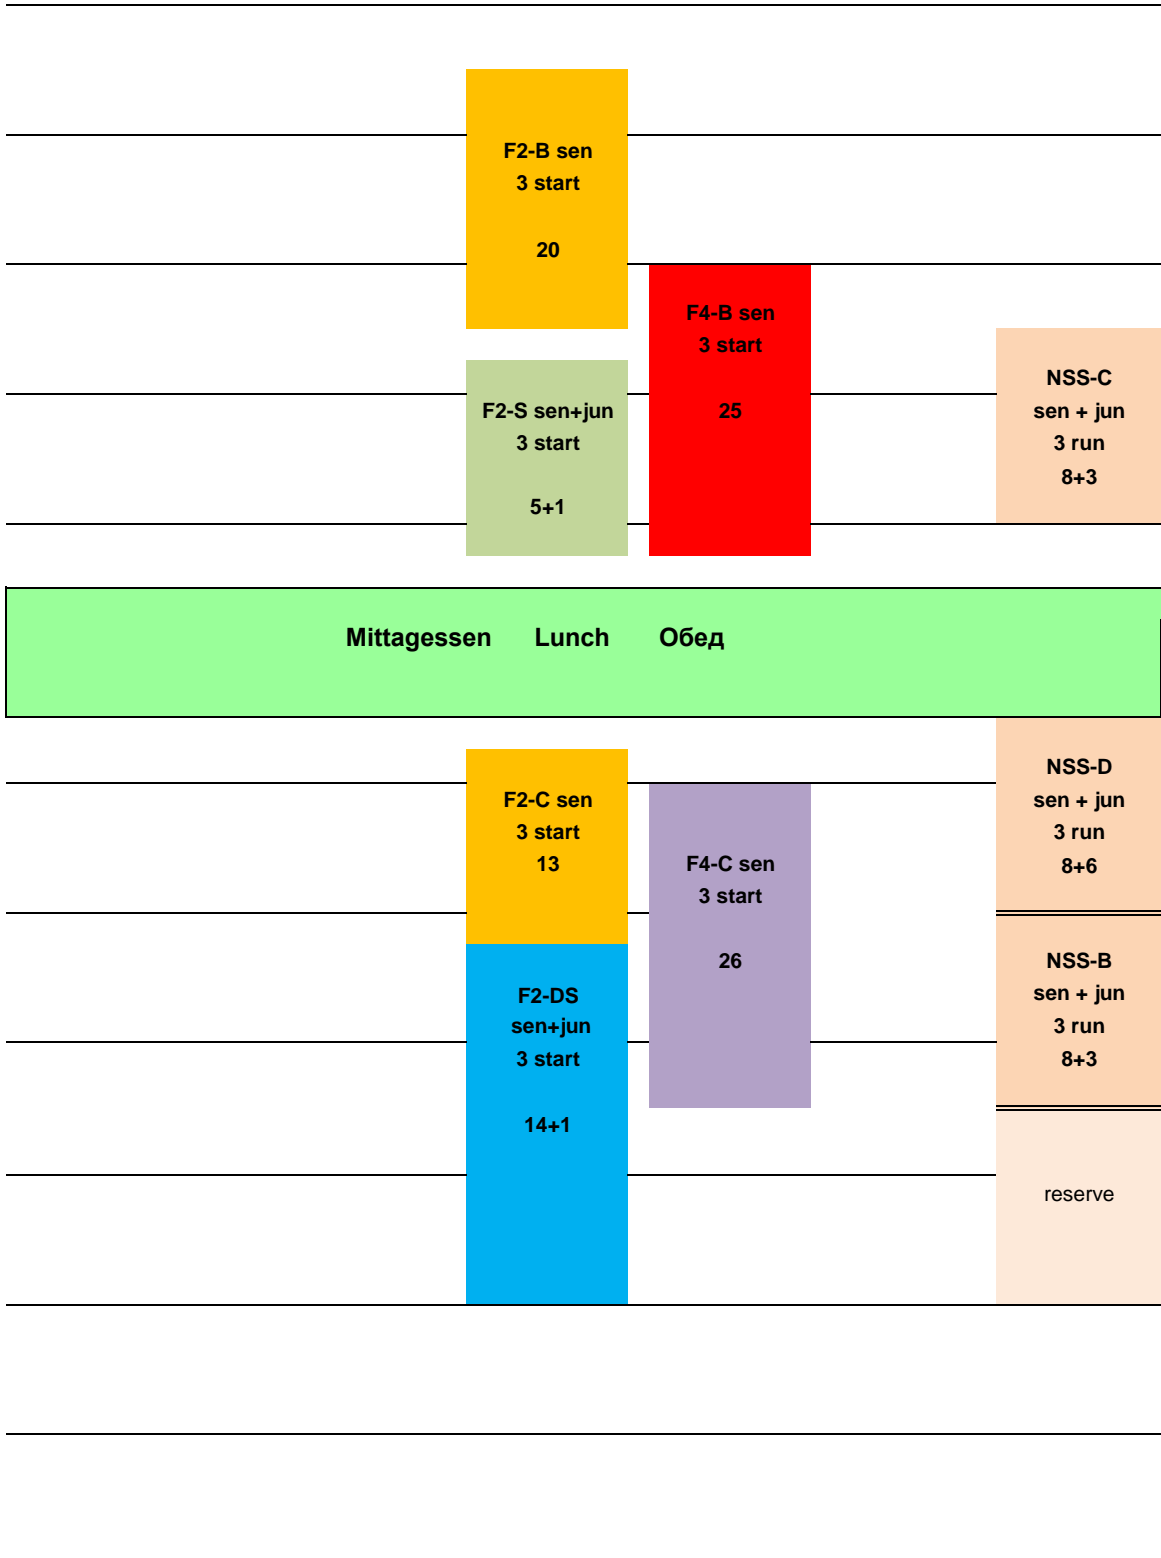 F2-B sen
3 start
20
F4-B sen
3 start
25
NSS-C
sen + jun
3 run
8+3
F2-S sen+jun
3 start
5+1
Mittagessen Lunch Обед
F2-C sen
3 start
13
F4-C sen
3 start
26
NSS-D
sen + jun
3 run
8+6
F2-DS
sen+jun
3 start
14+1
NSS-B
sen + jun
3 run
8+3
reserve